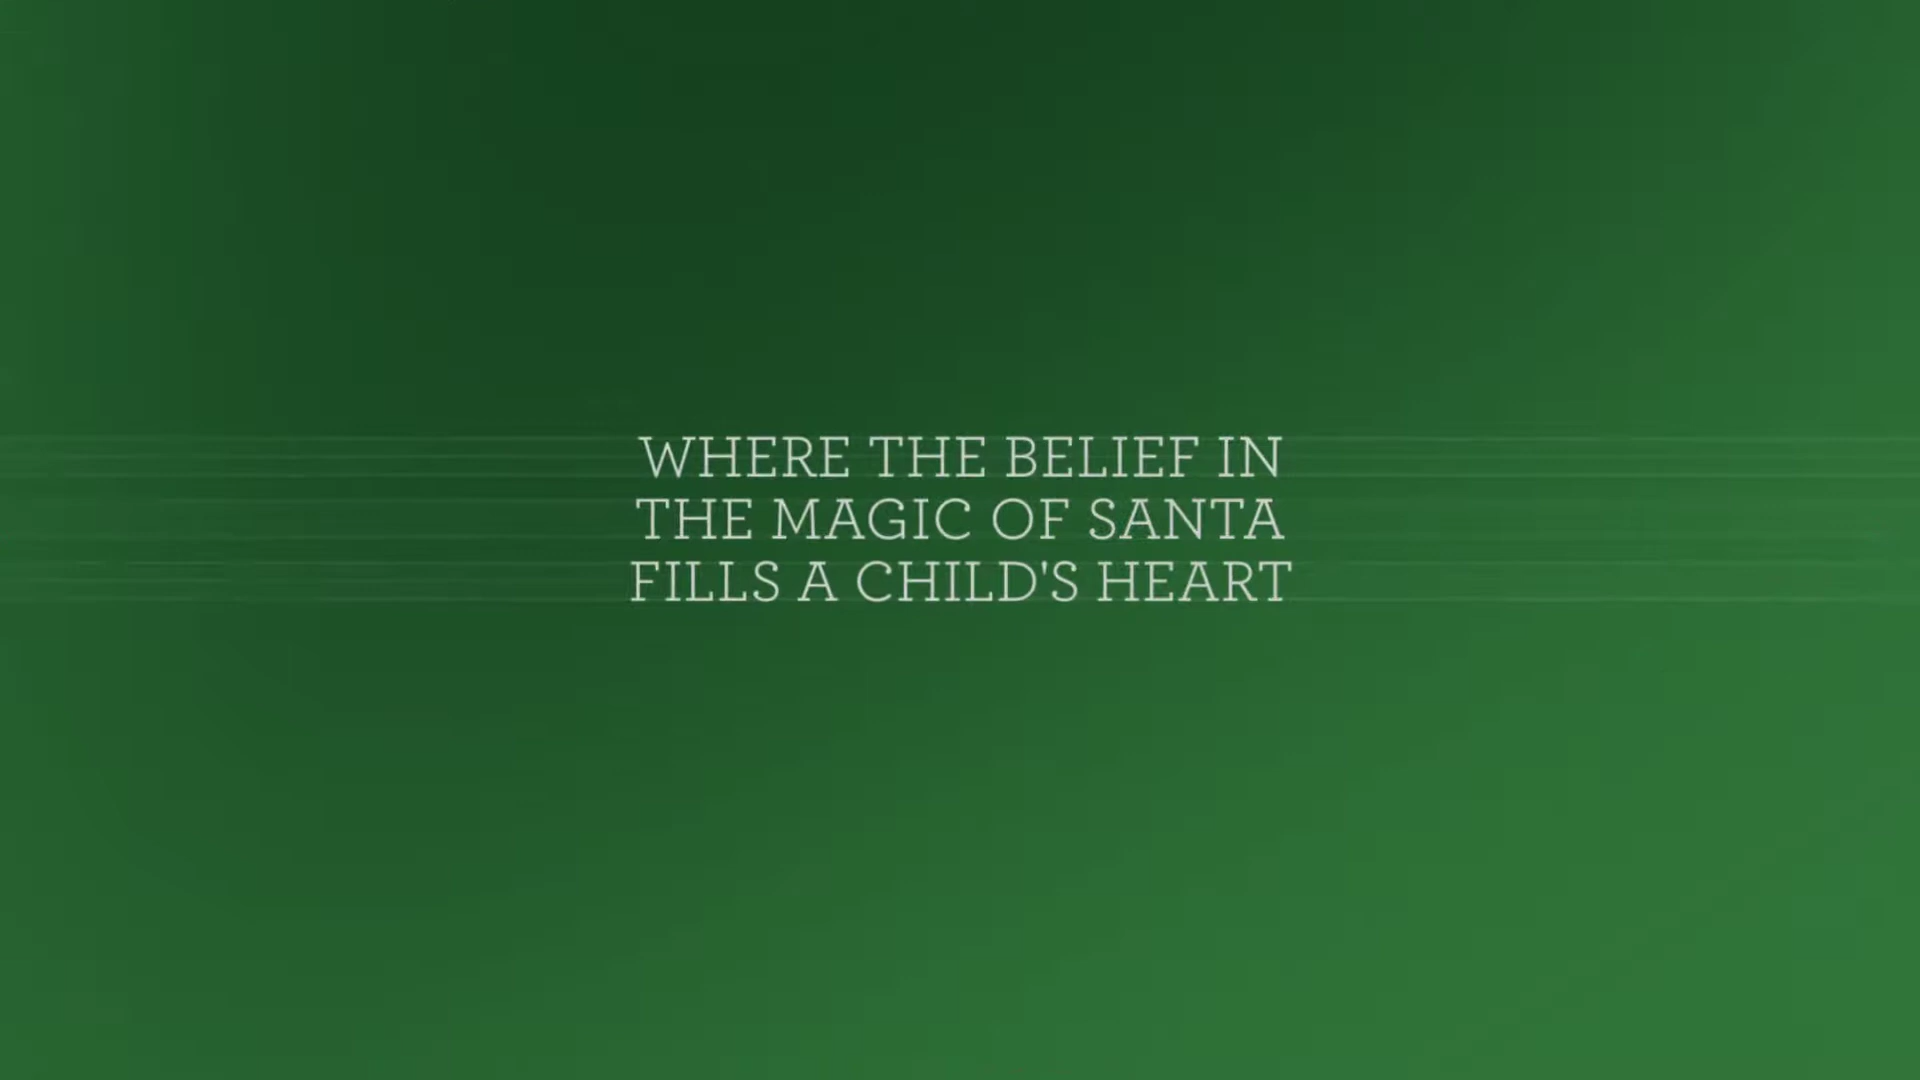 WHERE THE BELIEF IN
THE MAGIC OF SANTA
FILLS A CHILD'S HEART